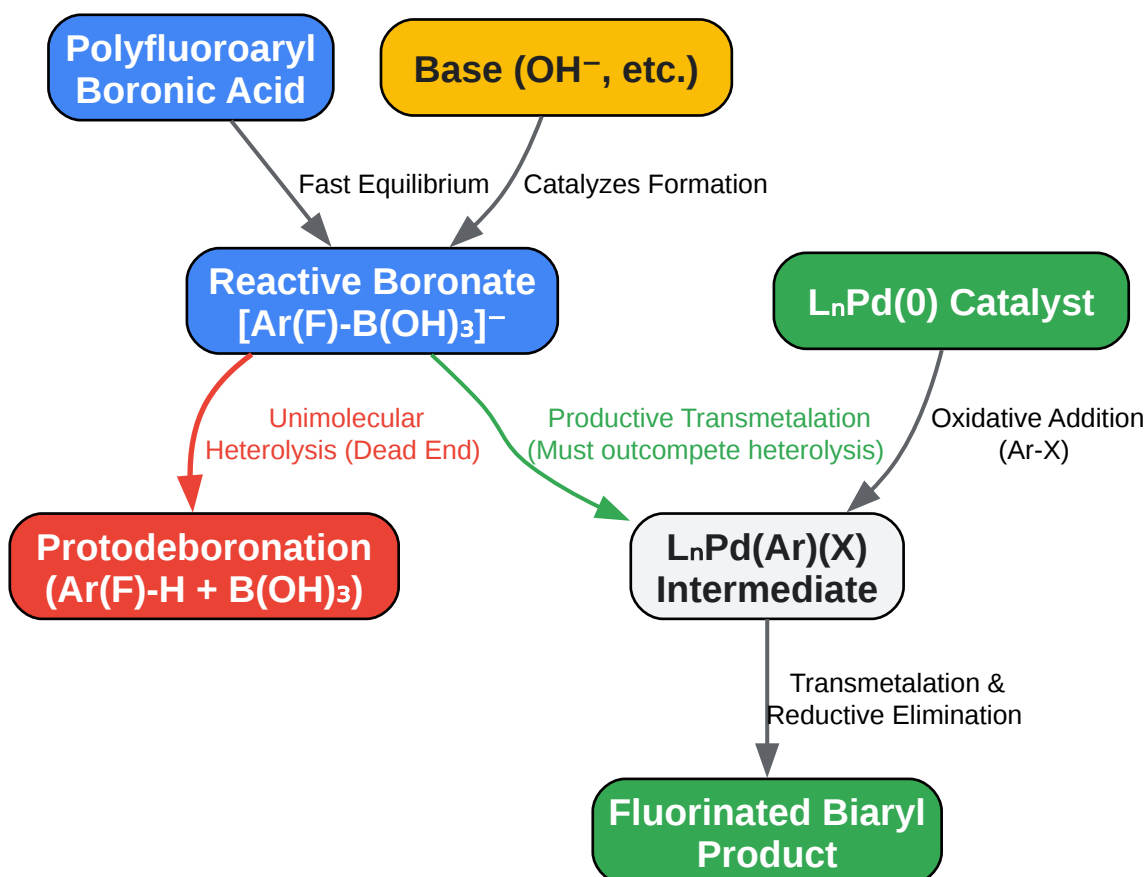 Polyfluoroaryl
Boronic Acid
Base (OH⁻, etc.)
Fast Equilibrium
Catalyzes Formation
Reactive Boronate
[Ar(F)-B(OH)₃]⁻
LₙPd(0) Catalyst
Unimolecular
Heterolysis (Dead End)
Productive Transmetalation
(Must outcompete heterolysis)
Oxidative Addition
(Ar-X)
Protodeboronation
(Ar(F)-H + B(OH)₃)
LₙPd(Ar)(X)
Intermediate
Transmetalation &
Reductive Elimination
Fluorinated Biaryl
Product